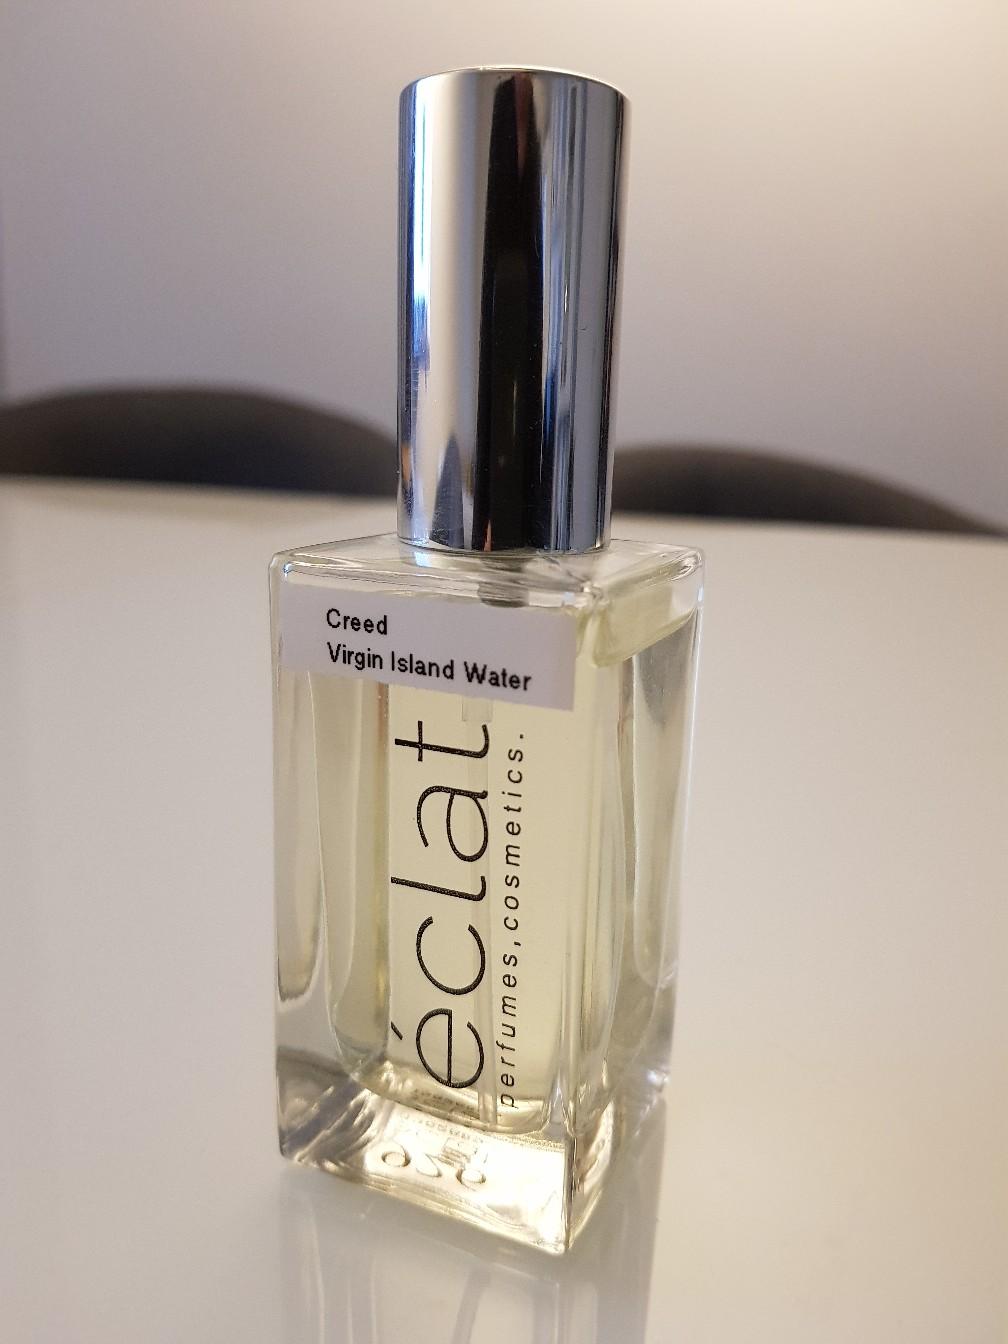 Creed
Virgin Island Water
éclat
perfumes, cosmetics.